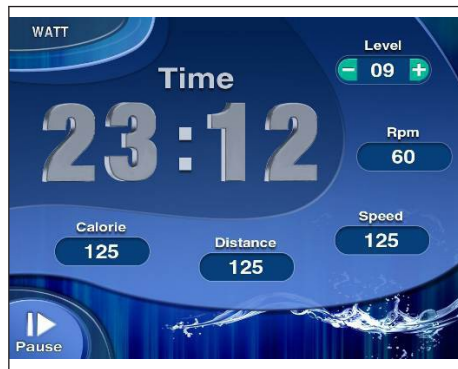 WATT
Level
09
Time
23:12
Rpm
60
Calorie
125
Distance
125
Speed
125
Pause